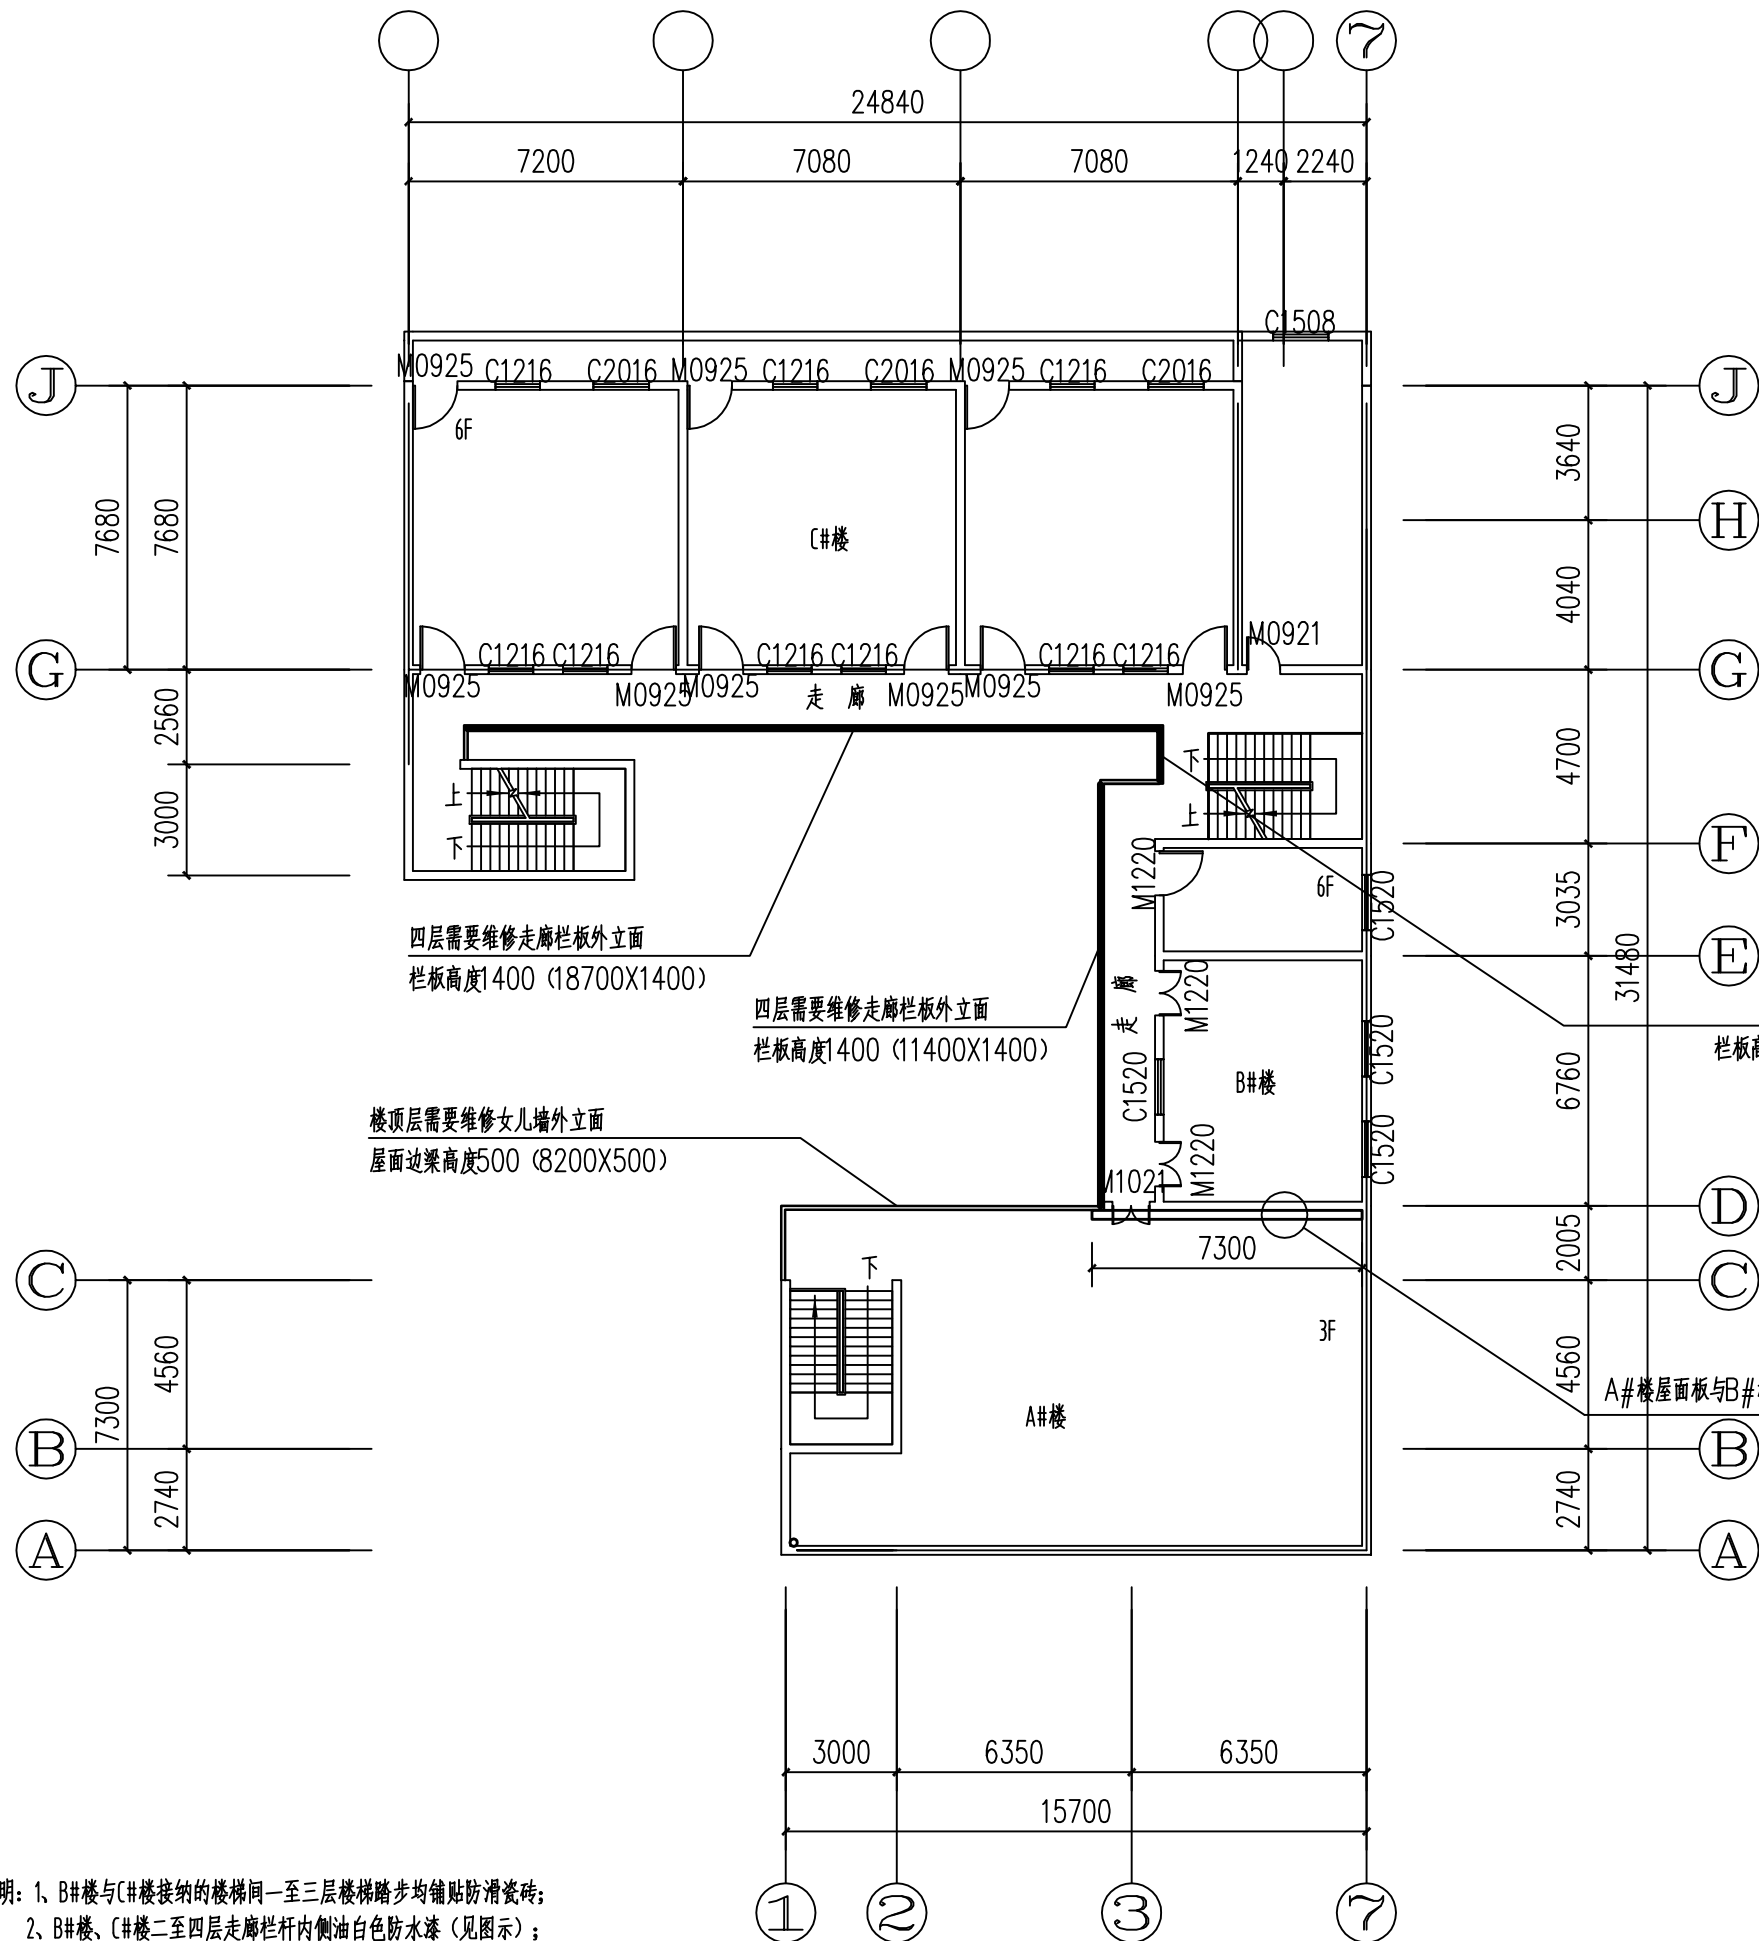 7
24840
7200 7080 7080 1240 2240
C1508
M0925 C1216 C2016 M0925 C1216 C2016 M0925 C1216 C2016
J
J
6F
3640
7680 7680
C#楼
H
4040
M0921
C1216 C1216 C1216 C1216 C1216 C1216
G
G
M0925 M0925 M0925 走廊 M0925 M0925 M0925
2560
4700
下
上
上
下
3000
F
M1220
6F
C1520
3035
四层需要维修走廊栏板外立面
栏板高度1400（18700X1400）
E
31480
走廊
M1220
四层需要维修走廊栏板外立面
栏板高度1400（11400X1400）
C1520
栏板高
C1520
B#楼
6760
楼顶层需要维修女儿墙外立面
屋面边梁高度500（8200X500）
C1520
M1220
M1021
D
7300
2005
下
C
C
3F
4560
7300
4560
A#楼屋面板与B#
A#楼
B
B
2740
2740
A
A
3000 6350 6350
15700
1 2 3 7
明：1、B#楼与C#楼接纳的楼梯间一至三层楼梯踏步均铺贴防滑瓷砖；
2、B#楼、C#楼二至四层走廊栏杆内侧油白色防水漆（见图示）；